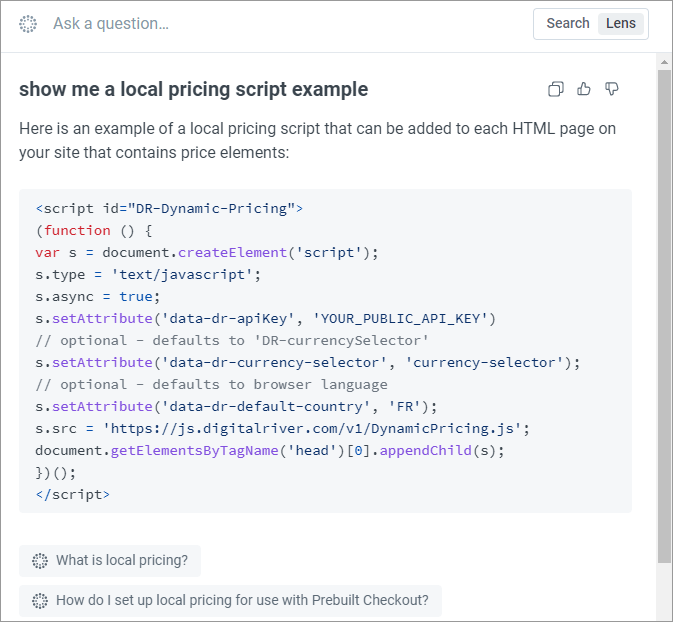 Ask a question...
Search Lens
show me a local pricing script example
Here is an example of a local pricing script that can be added to each HTML page on
your site that contains price elements:
<script id="DR-Dynamic-Pricing">
(function () {
var s = document.createElement('script');
s.type = 'text/javascript';
s.async = true;
s.setAttribute('data-dr-apiKey', 'YOUR_PUBLIC_API_KEY')
// optional – defaults to 'DR-currencySelector'
s.setAttribute('data-dr-currency-selector', 'currency-selector');
// optional – defaults to browser language
s.setAttribute('data-dr-default-country', 'FR');
s.src = 'https://js.digitalriver.com/v1/DynamicPricing.js';
document.getElementsByTagName('head')[0].appendChild(s);
})();
</script>
What is local pricing?
How do I set up local pricing for use with Prebuilt Checkout?